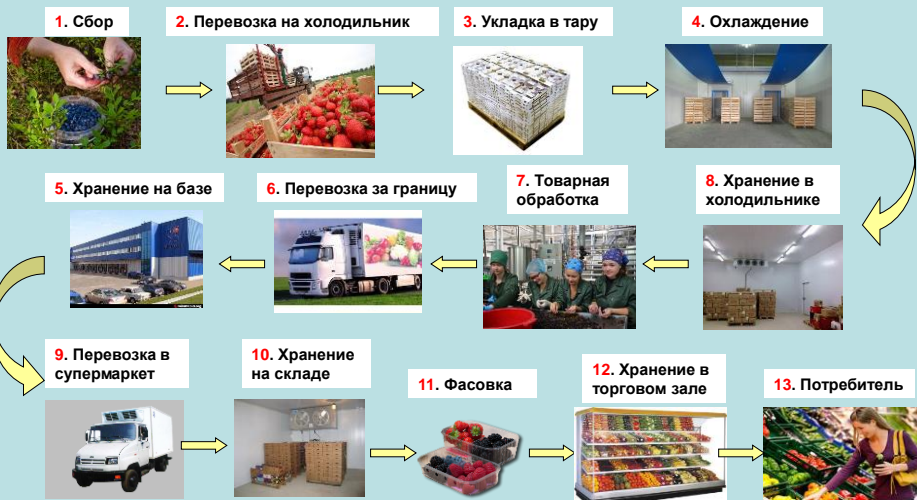 1. Сбор
2. Перевозка на холодильник
3. Укладка в тару
4. Охлаждение
5. Хранение на базе
6. Перевозка за границу
7. Товарная
обработка
8. Хранение в
холодильнике
9. Перевозка в
супермаркет
10. Хранение
на складе
11. Фасовка
12. Хранение в
торговом зале
13. Потребитель